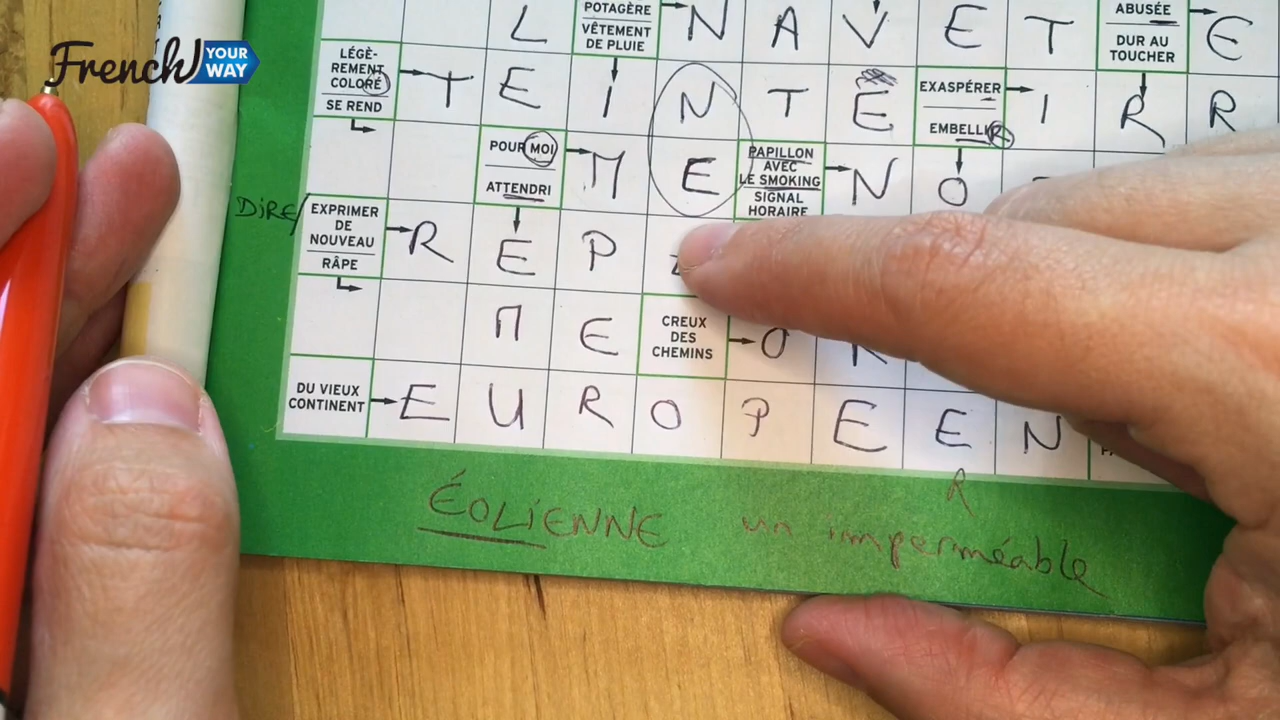 French YOUR WAY
L
POTAGÈRE
VÊTEMENT DE PLUIE
N A V E T
ABUSÉE
DUR AU TOUCHER
E
LÉGÈREMENT COLORÉ
SE REND
T E I N T E
EXASPÉRER
EMBELLIR
I R R
POUR MOI
ATTENDRI
M E
PAPILLON AVEC LE SMOKING
SIGNAL HORAIRE
N O
DIRE/
EXPRIMER DE NOUVEAU
RÂPE
R E P
M E
CREUX DES CHEMINS
O R
DU VIEUX CONTINENT
E U R O P E E N
R
ÉOLIENNE un imperméable